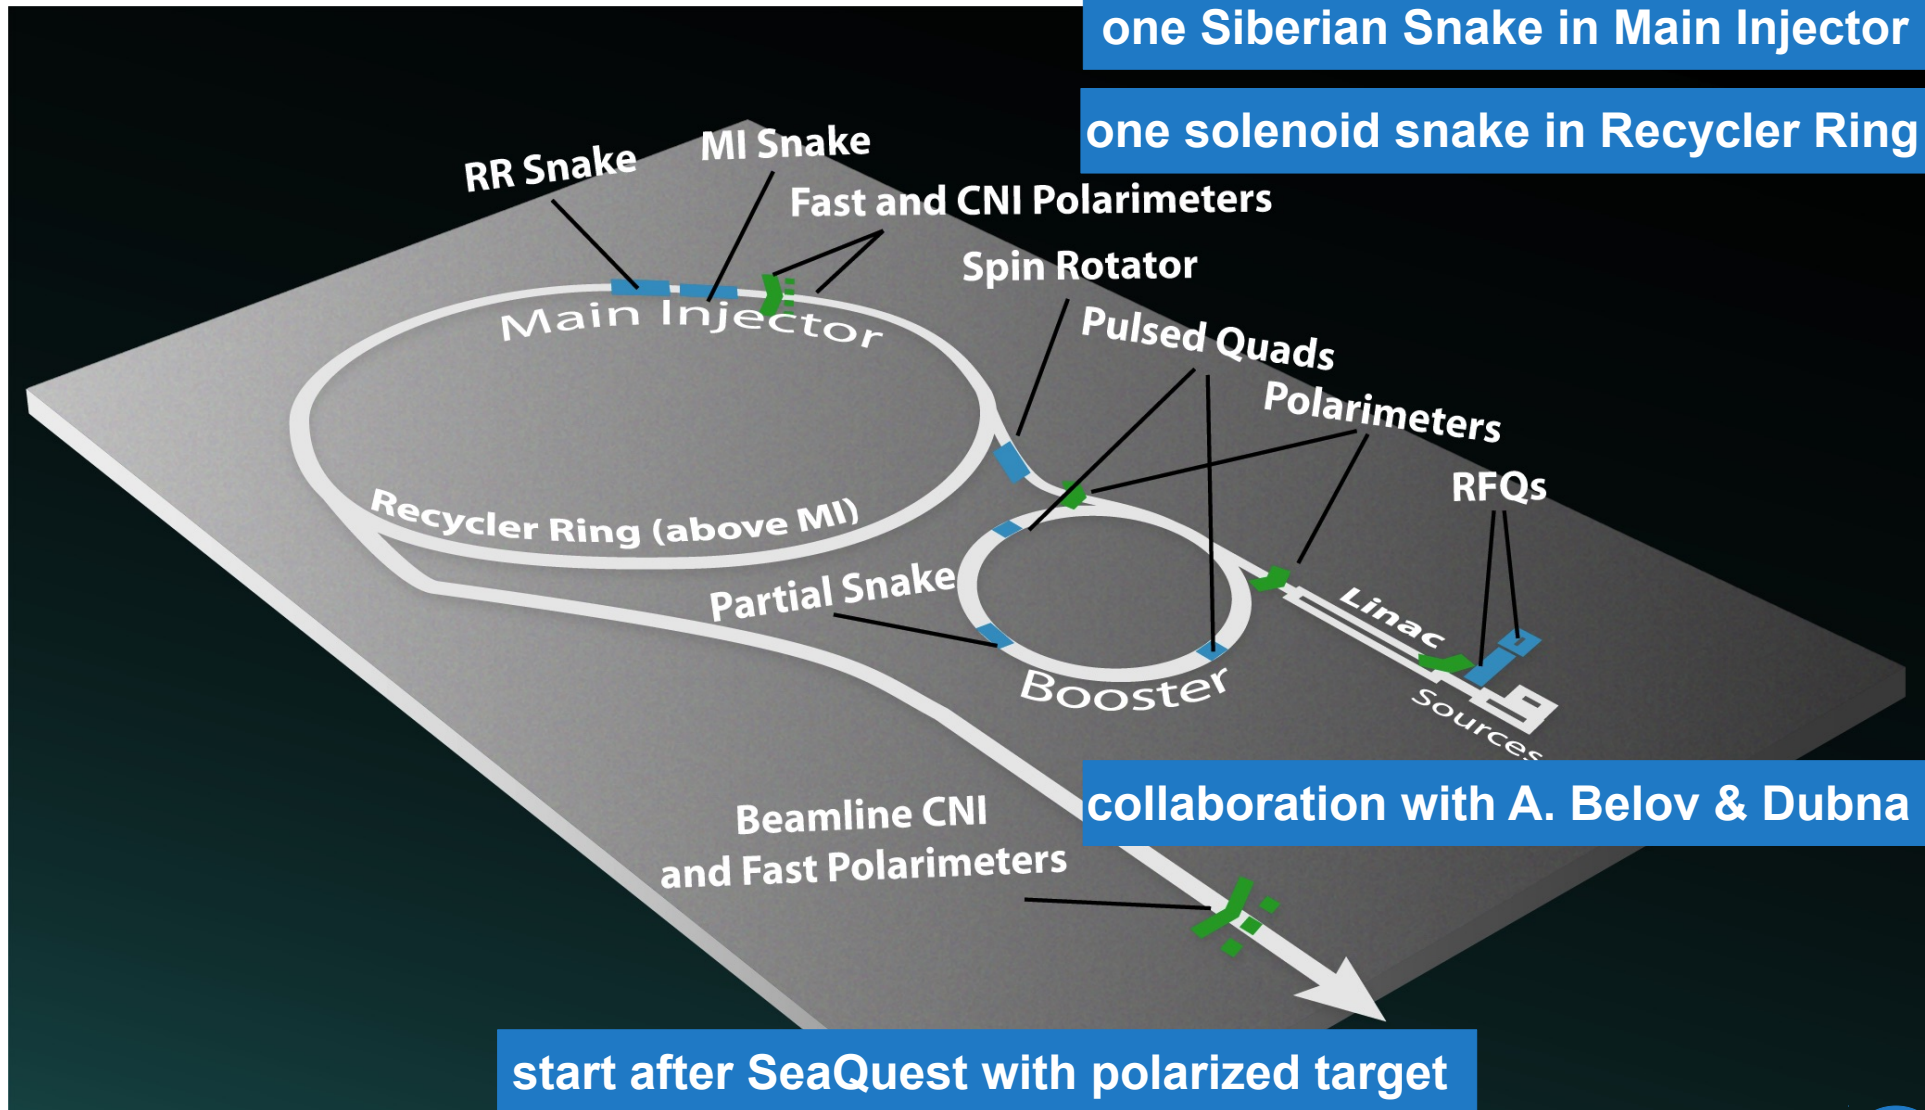 one Siberian Snake in Main Injector
one solenoid snake in Recycler Ring
RR Snake
MI Snake
Fast and CNI Polarimeters
Spin Rotator
Main Injector
Pulsed Quads
Polarimeters
RFQs
Recycler Ring (above MI)
Partial Snake
Linac
Booster
Sources
collaboration with A. Belov & Dubna
Beamline CNI
and Fast Polarimeters
start after SeaQuest with polarized target